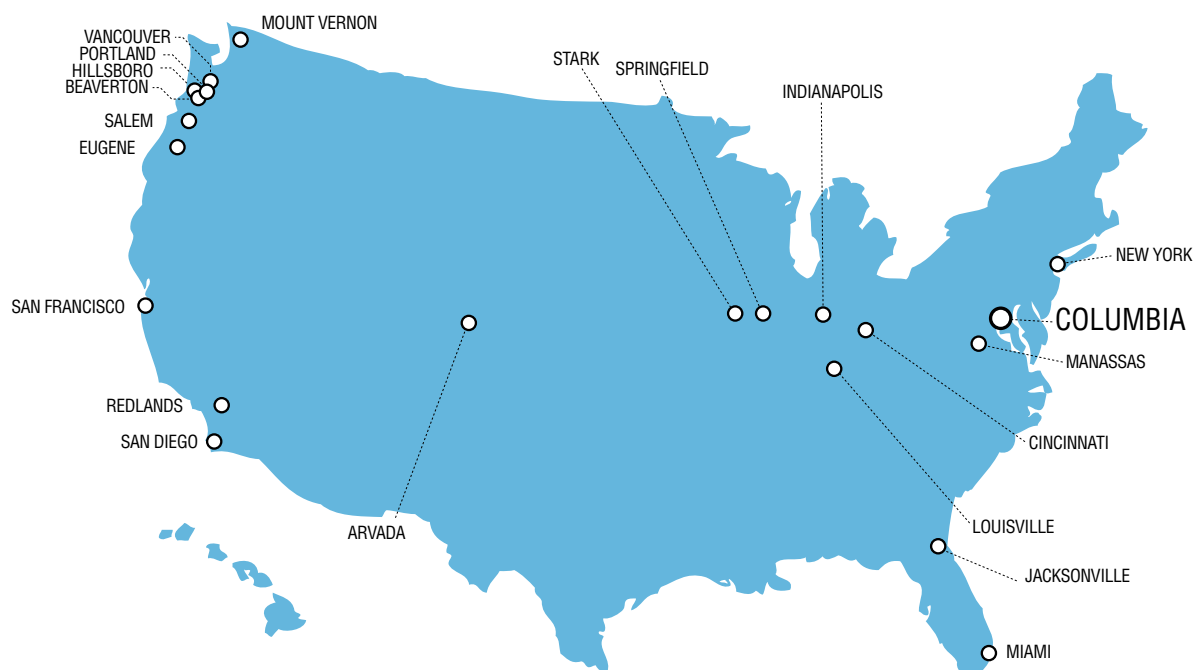 MOUNT VERNON
VANCOUVER
PORTLAND
HILLSBORO
BEAVERTON
SALEM
EUGENE
STARK
SPRINGFIELD
INDIANAPOLIS
NEW YORK
SAN FRANCISCO
COLUMBIA
MANASSAS
REDLANDS
SAN DIEGO
CINCINNATI
ARVADA
LOUISVILLE
JACKSONVILLE
MIAMI